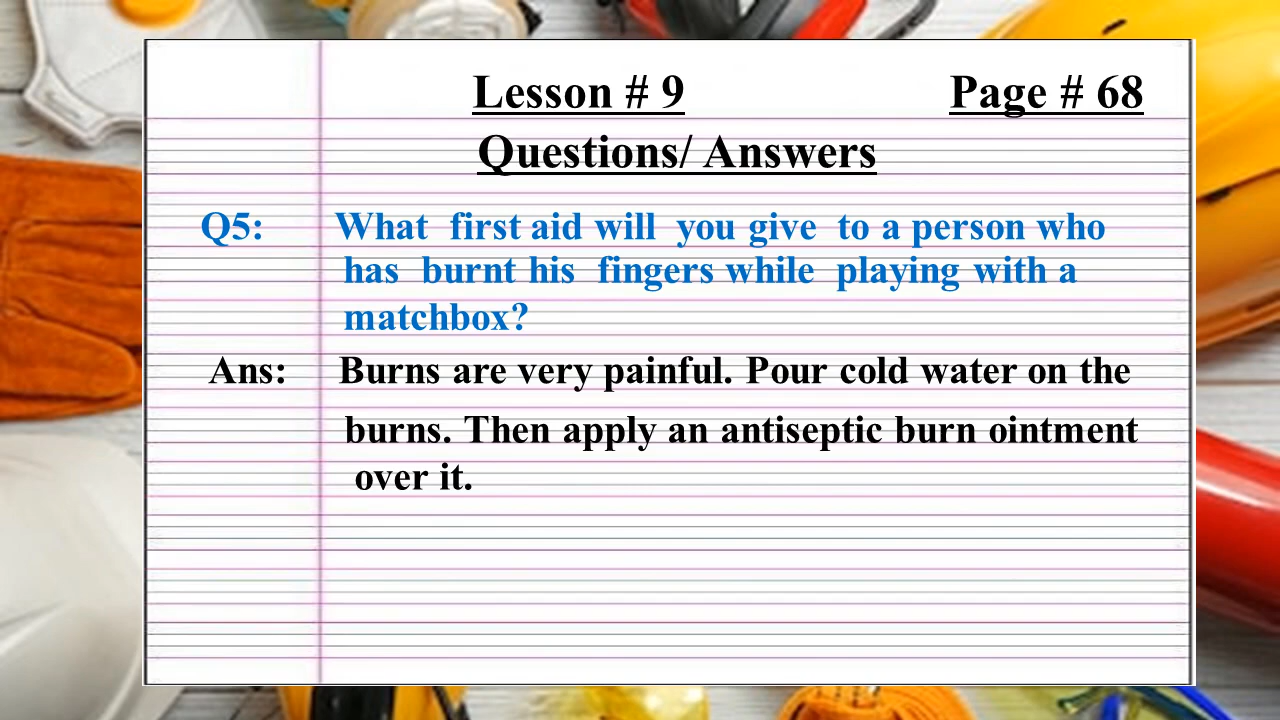 Lesson # 9 Page # 68
Questions/ Answers
Q5: What first aid will you give to a person who
has burnt his fingers while playing with a
matchbox?
Ans: Burns are very painful. Pour cold water on the
burns. Then apply an antiseptic burn ointment
over it.